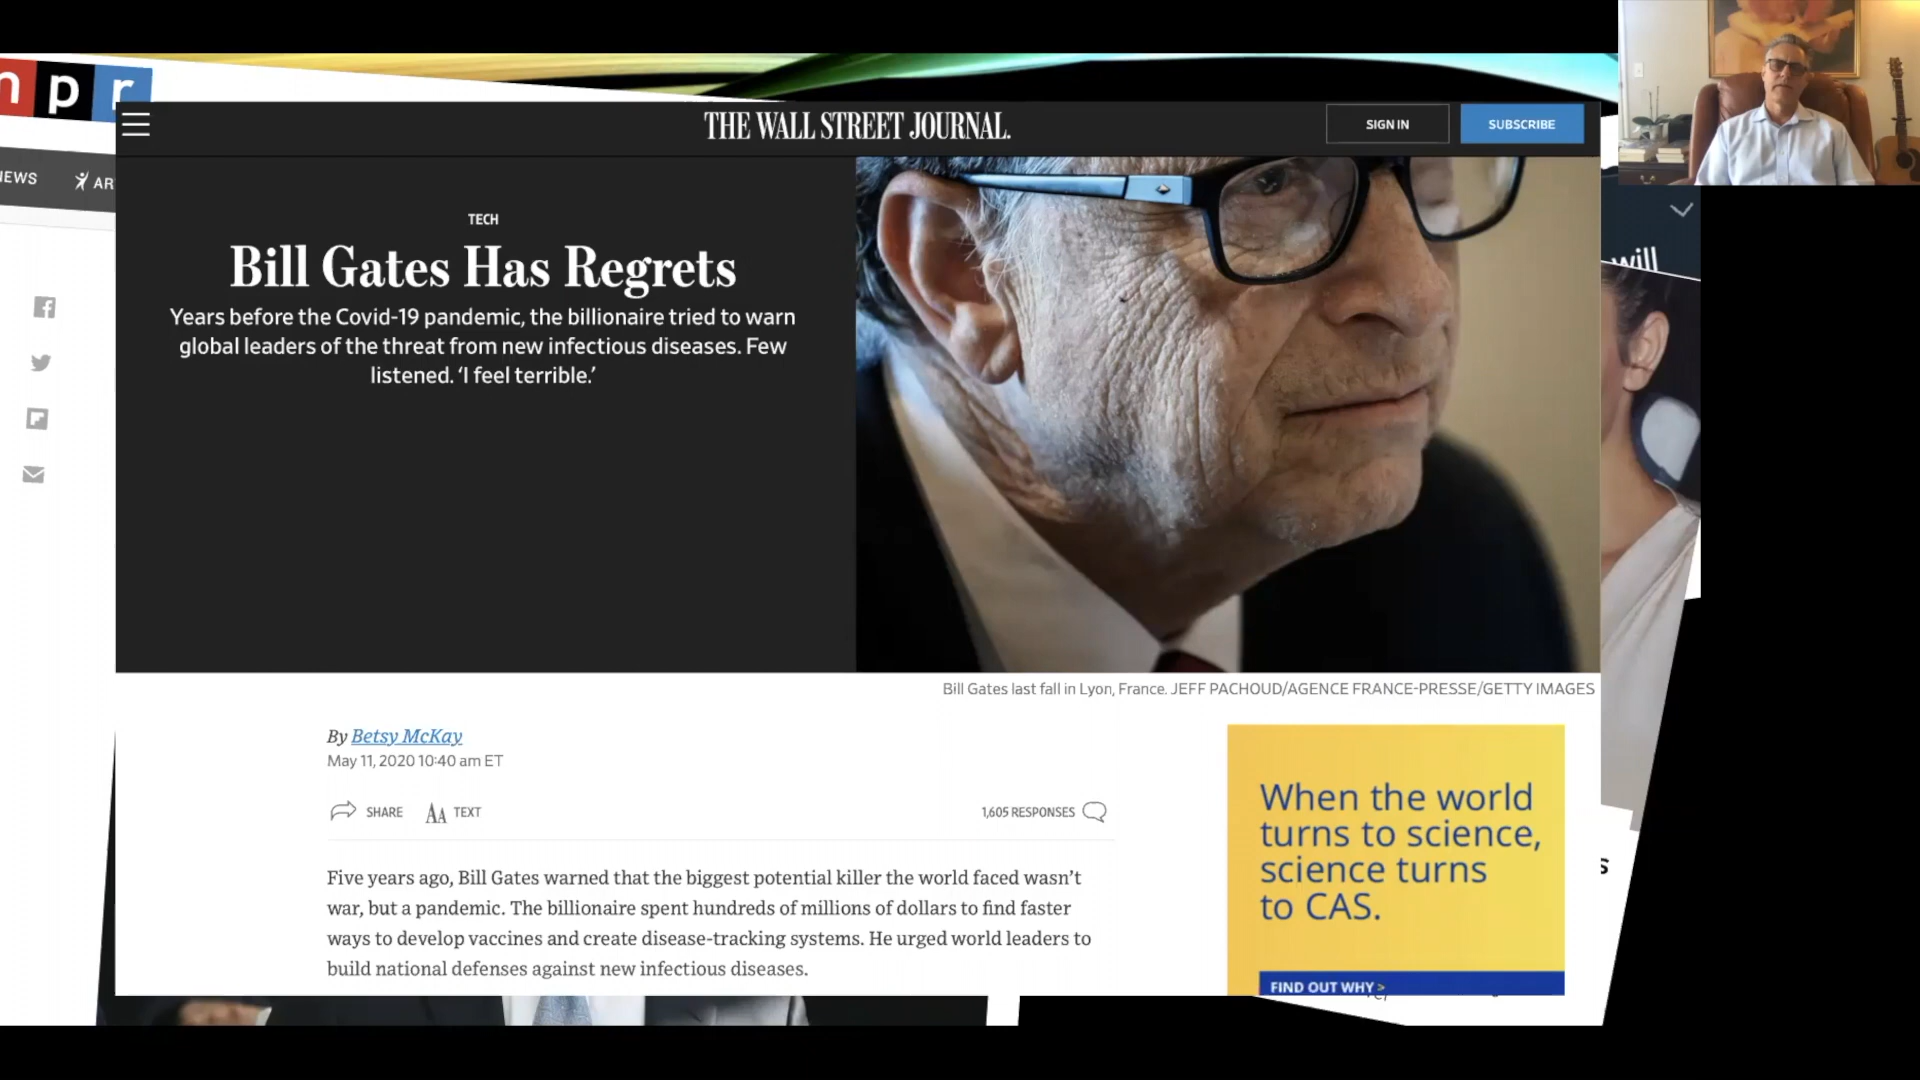 npr
THE WALL STREET JOURNAL.
SIGN IN
SUBSCRIBE
NEWS
AR
TECH
Bill Gates Has Regrets
Years before the Covid-19 pandemic, the billionaire tried to warn
global leaders of the threat from new infectious diseases. Few
listened. ‘I feel terrible.’
will
Bill Gates last fall in Lyon, France. JEFF PACHOUD/AGENCE FRANCE-PRESSE/GETTY IMAGES
By Betsy McKay
May 11, 2020 10:40 am ET
SHARE
AA TEXT
1,605 RESPONSES
Five years ago, Bill Gates warned that the biggest potential killer the world faced wasn’t
war, but a pandemic. The billionaire spent hundreds of millions of dollars to find faster
ways to develop vaccines and create disease-tracking systems. He urged world leaders to
build national defenses against new infectious diseases.
When the world
turns to science,
science turns
to CAS.
FIND OUT WHY >
s